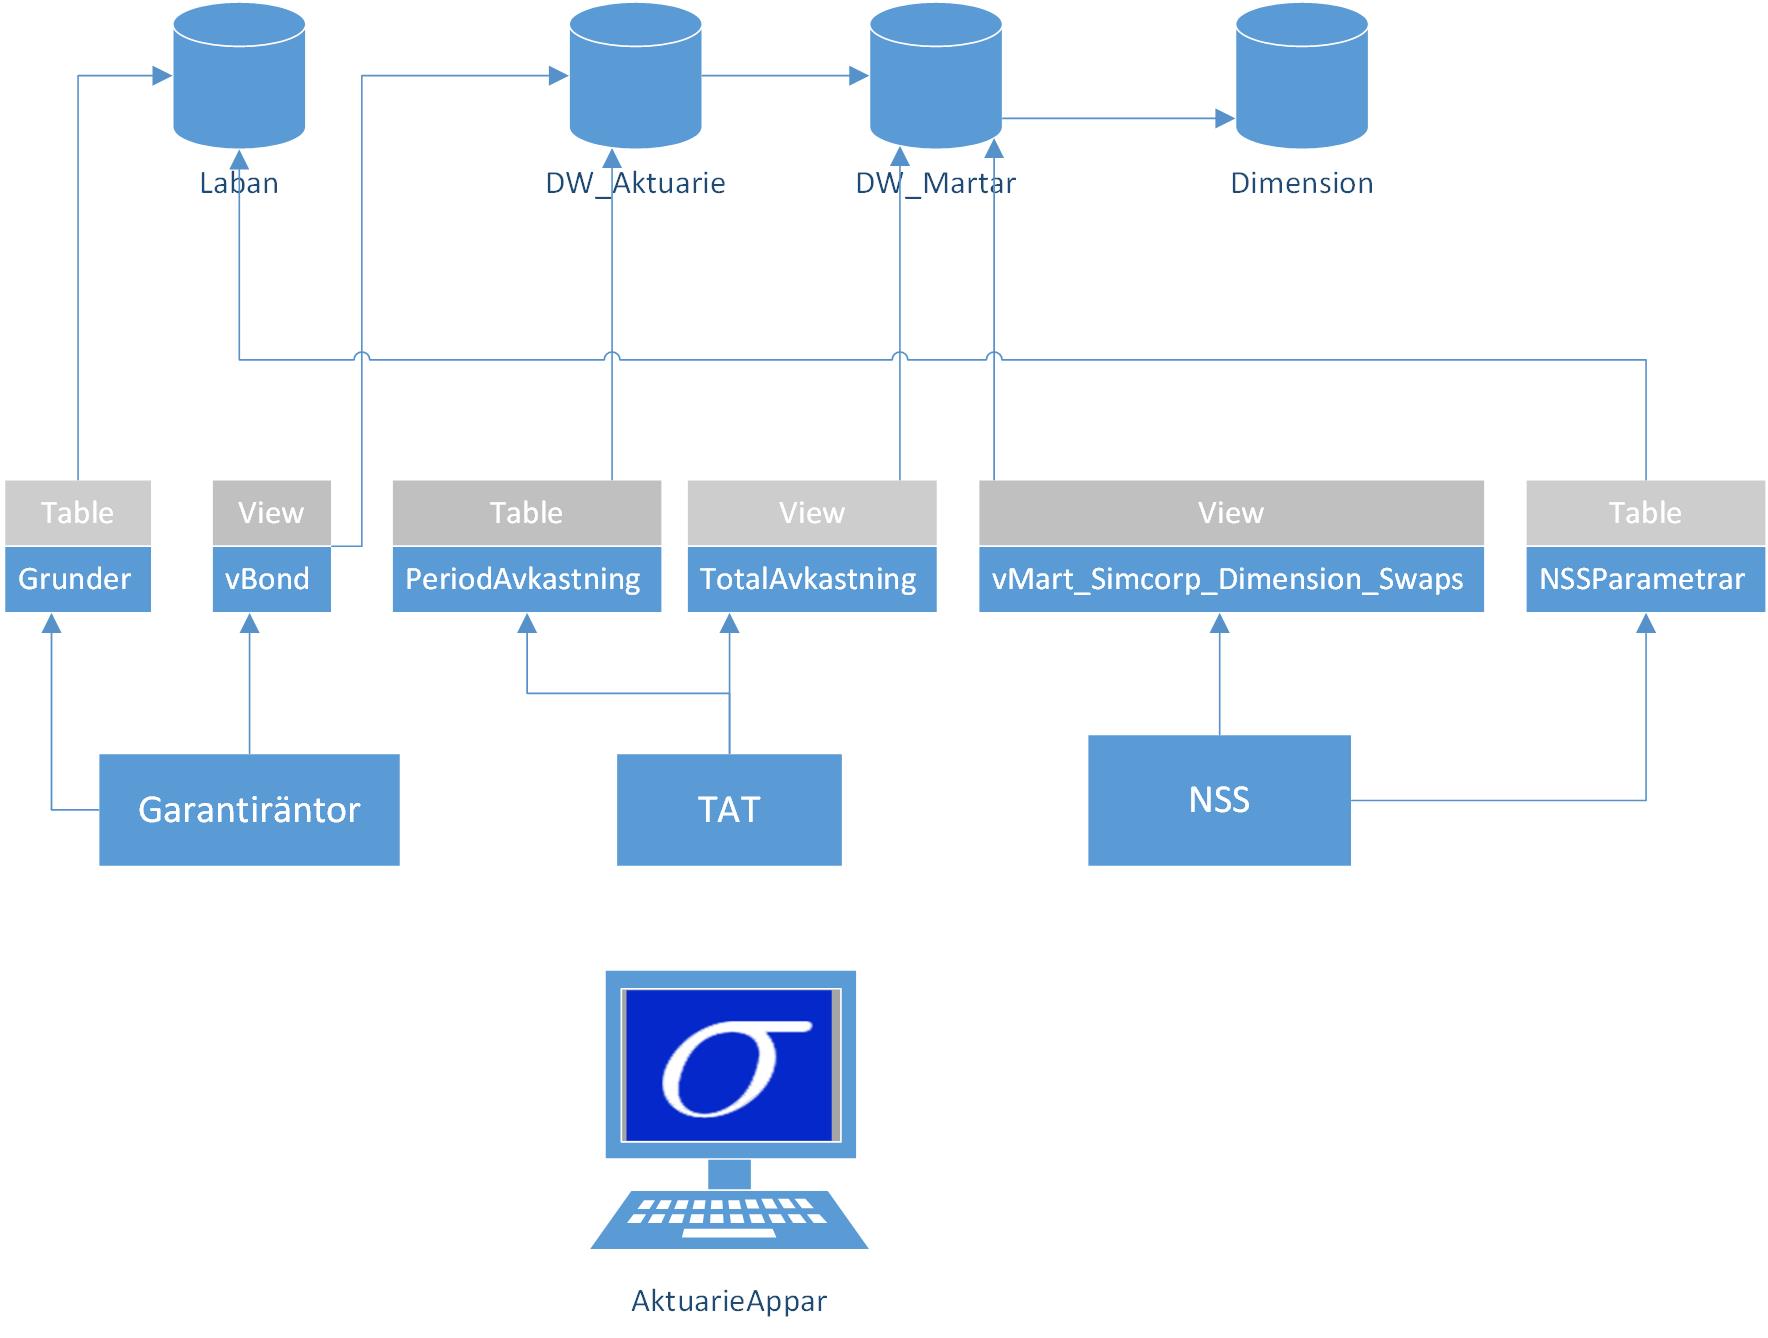 Laban
DW_Aktuarie
DW_Martar
Dimension
Table
View
Table
View
View
Table
Grunder
vBond
PeriodAvkastning
TotalAvkastning
vMart_Simcorp_Dimension_Swaps
NSSParametrar
Garantiräntor
TAT
NSS
σ
AktuarieAppar